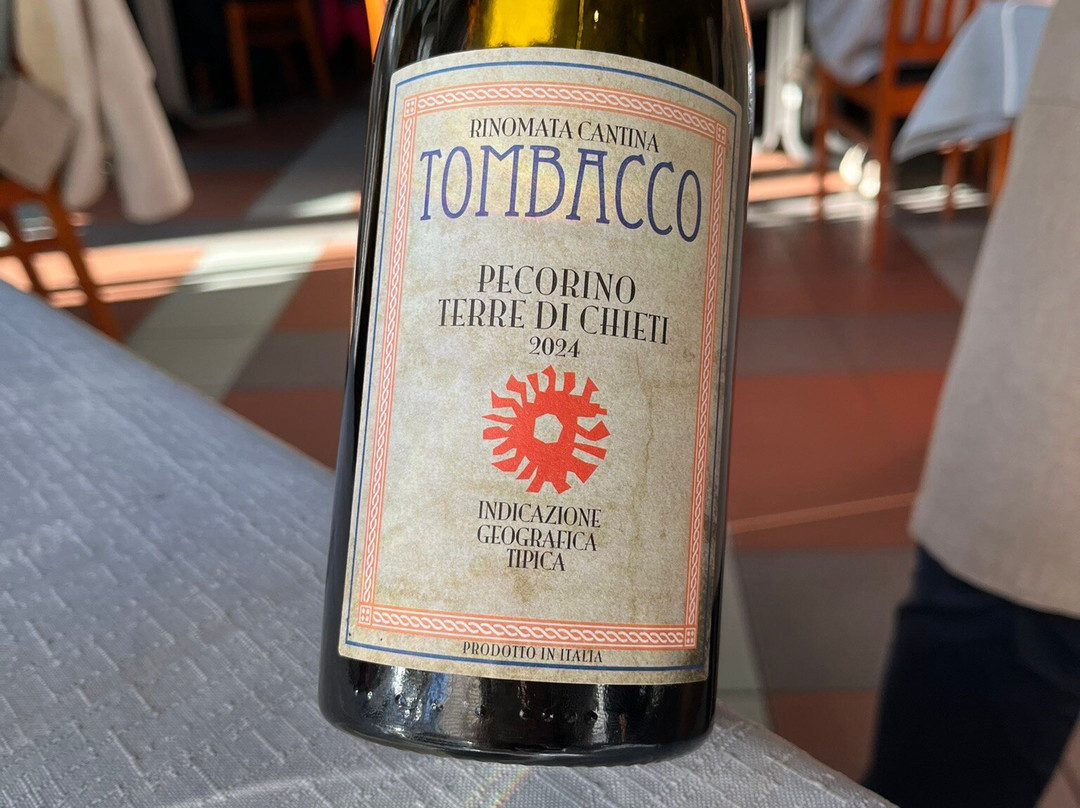 RINOMATA CANTINA
TOMBACCO
PECORINO
TERRE DI CHIETI
2024
INDICAZIONE
GEOGRAFICA
TIPICA
PRODOTTO IN ITALIA